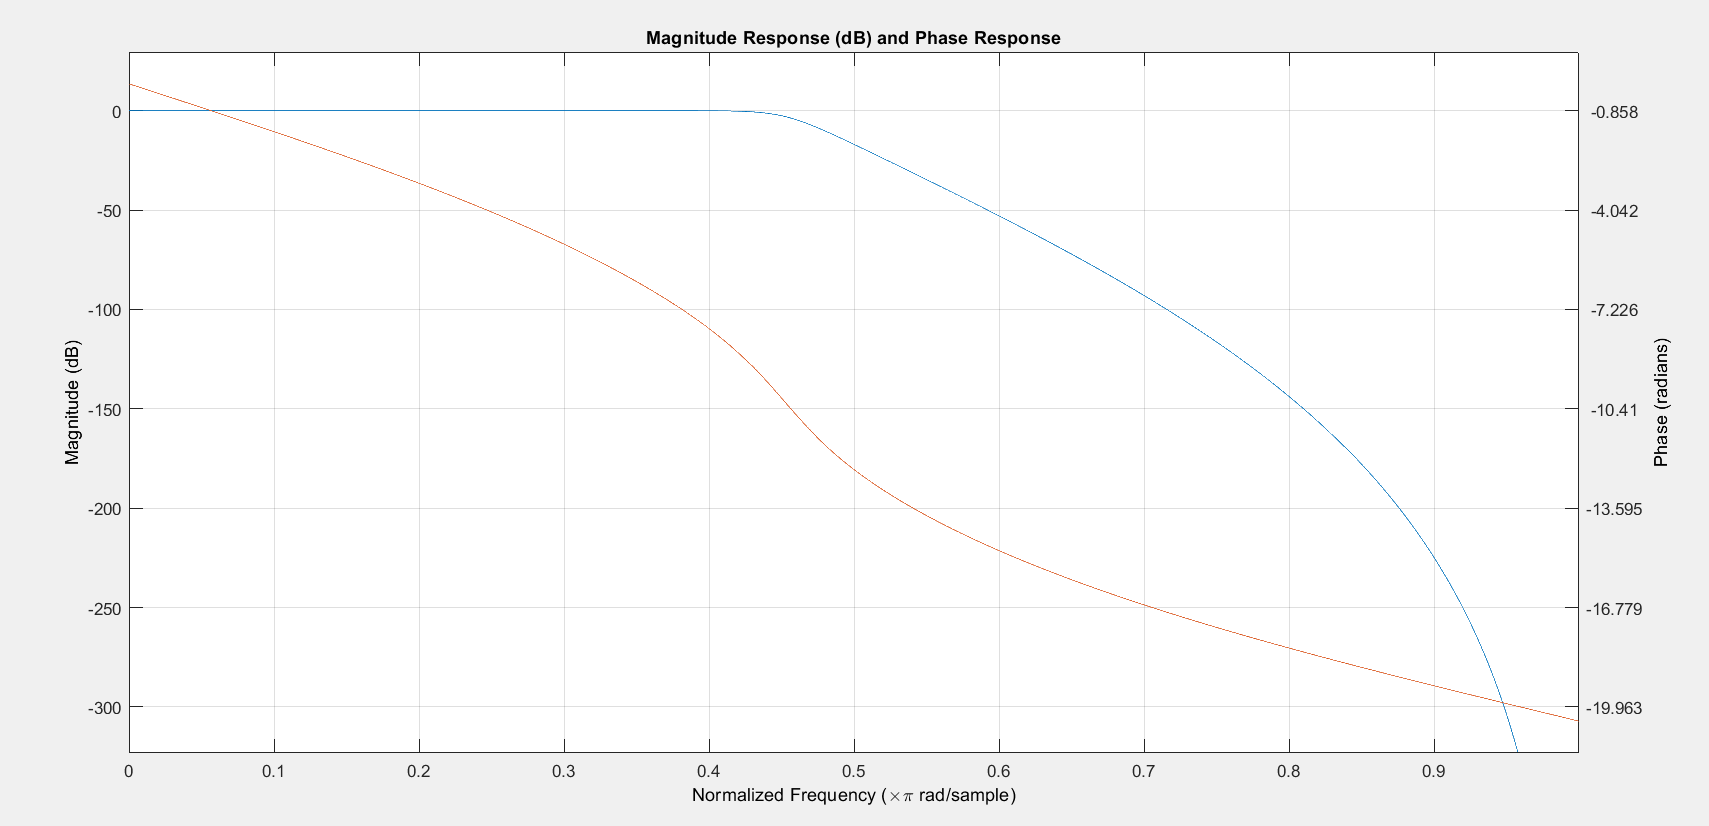 Magnitude Response (dB) and Phase Response
0
-50
-100
-150
-200
-250
-300
Magnitude (dB)
-0.858
-4.042
-7.226
-10.41
-13.595
-16.779
-19.963
Phase (radians)
0 0.1 0.2 0.3 0.4 0.5 0.6 0.7 0.8 0.9
Normalized Frequency (×π rad/sample)